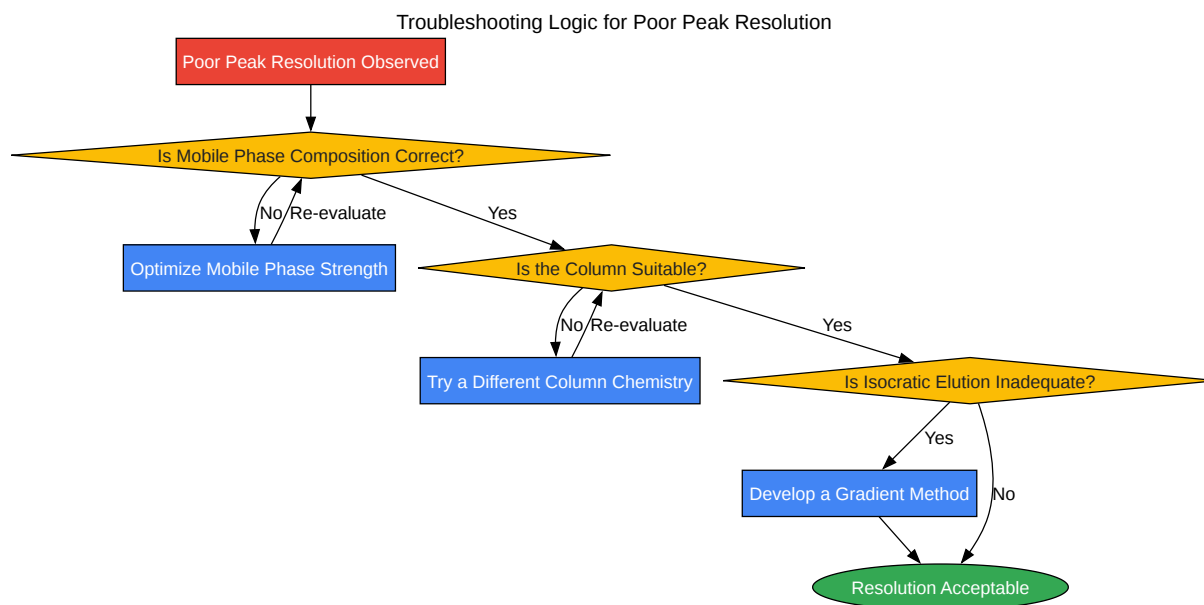 Troubleshooting Logic for Poor Peak Resolution
Poor Peak Resolution Observed
Is Mobile Phase Composition Correct?
No
Re-evaluate
Yes
Optimize Mobile Phase Strength
Is the Column Suitable?
No
Re-evaluate
Yes
Try a Different Column Chemistry
Is Isocratic Elution Inadequate?
Yes
Develop a Gradient Method
No
Resolution Acceptable